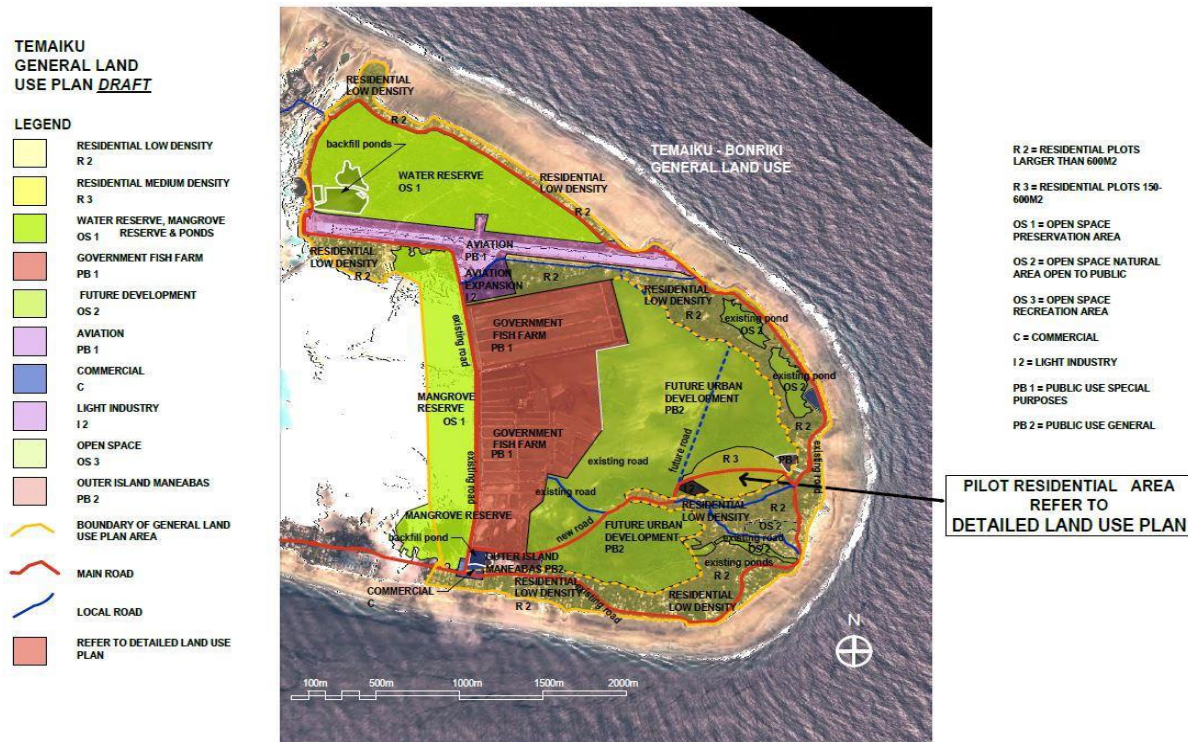 TEMAIKU
GENERAL LAND
USE PLAN DRAFT
LEGEND
RESIDENTIAL LOW DENSITY
R 2
RESIDENTIAL MEDIUM DENSITY
R 3
WATER RESERVE, MANGROVE
OS 1 RESERVE & PONDS
GOVERNMENT FISH FARM
PB 1
FUTURE DEVELOPMENT
OS 2
AVIATION
PB 1
COMMERCIAL
C
LIGHT INDUSTRY
I 2
OPEN SPACE
OS 3
OUTER ISLAND MANEABAS
PB 2
BOUNDARY OF GENERAL LAND
USE PLAN AREA
MAIN ROAD
LOCAL ROAD
REFER TO DETAILED LAND USE
PLAN
RESIDENTIAL
LOW DENSITY
R 2
backfill ponds
WATER RESERVE
OS 1
TEMAIKU - BONRIKI
GENERAL LAND USE
RESIDENTIAL
LOW DENSITY
R 2
AVIATION
PB 1
RESIDENTIAL
LOW DENSITY
R 2
AVIATION
EXPANSION
I 2
R 2
RESIDENTIAL
LOW DENSITY
R 2
existing pond
OS 2
existing road
GOVERNMENT
FISH FARM
PB 1
existing pond
OS 2
FUTURE URBAN
DEVELOPMENT
PB2
MANGROVE
RESERVE
OS 1
R 2
GOVERNMENT
FISH FARM
PB 1
future road
R 3
PB 1
existing road
existing road
existing road
existing road
I 2
RESIDENTIAL
LOW DENSITY
R 2
MANGROVE RESERVE
backfill pond
new road
FUTURE URBAN
DEVELOPMENT
PB2
OS 2
existing road
OS 2
existing ponds
R 2
OUTER ISLAND
MANEABAS PB2
RESIDENTIAL
LOW DENSITY
R 2
existing road
COMMERCIAL
C
RESIDENTIAL
LOW DENSITY
N
100m 500m 1000m 1500m 2000m
R 2 = RESIDENTIAL PLOTS
LARGER THAN 600M2
R 3 = RESIDENTIAL PLOTS 150-
600M2
OS 1 = OPEN SPACE
PRESERVATION AREA
OS 2 = OPEN SPACE NATURAL
AREA OPEN TO PUBLIC
OS 3 = OPEN SPACE
RECREATION AREA
C = COMMERCIAL
I 2 = LIGHT INDUSTRY
PB 1 = PUBLIC USE SPECIAL
PURPOSES
PB 2 = PUBLIC USE GENERAL
PILOT RESIDENTIAL AREA
REFER TO
DETAILED LAND USE PLAN